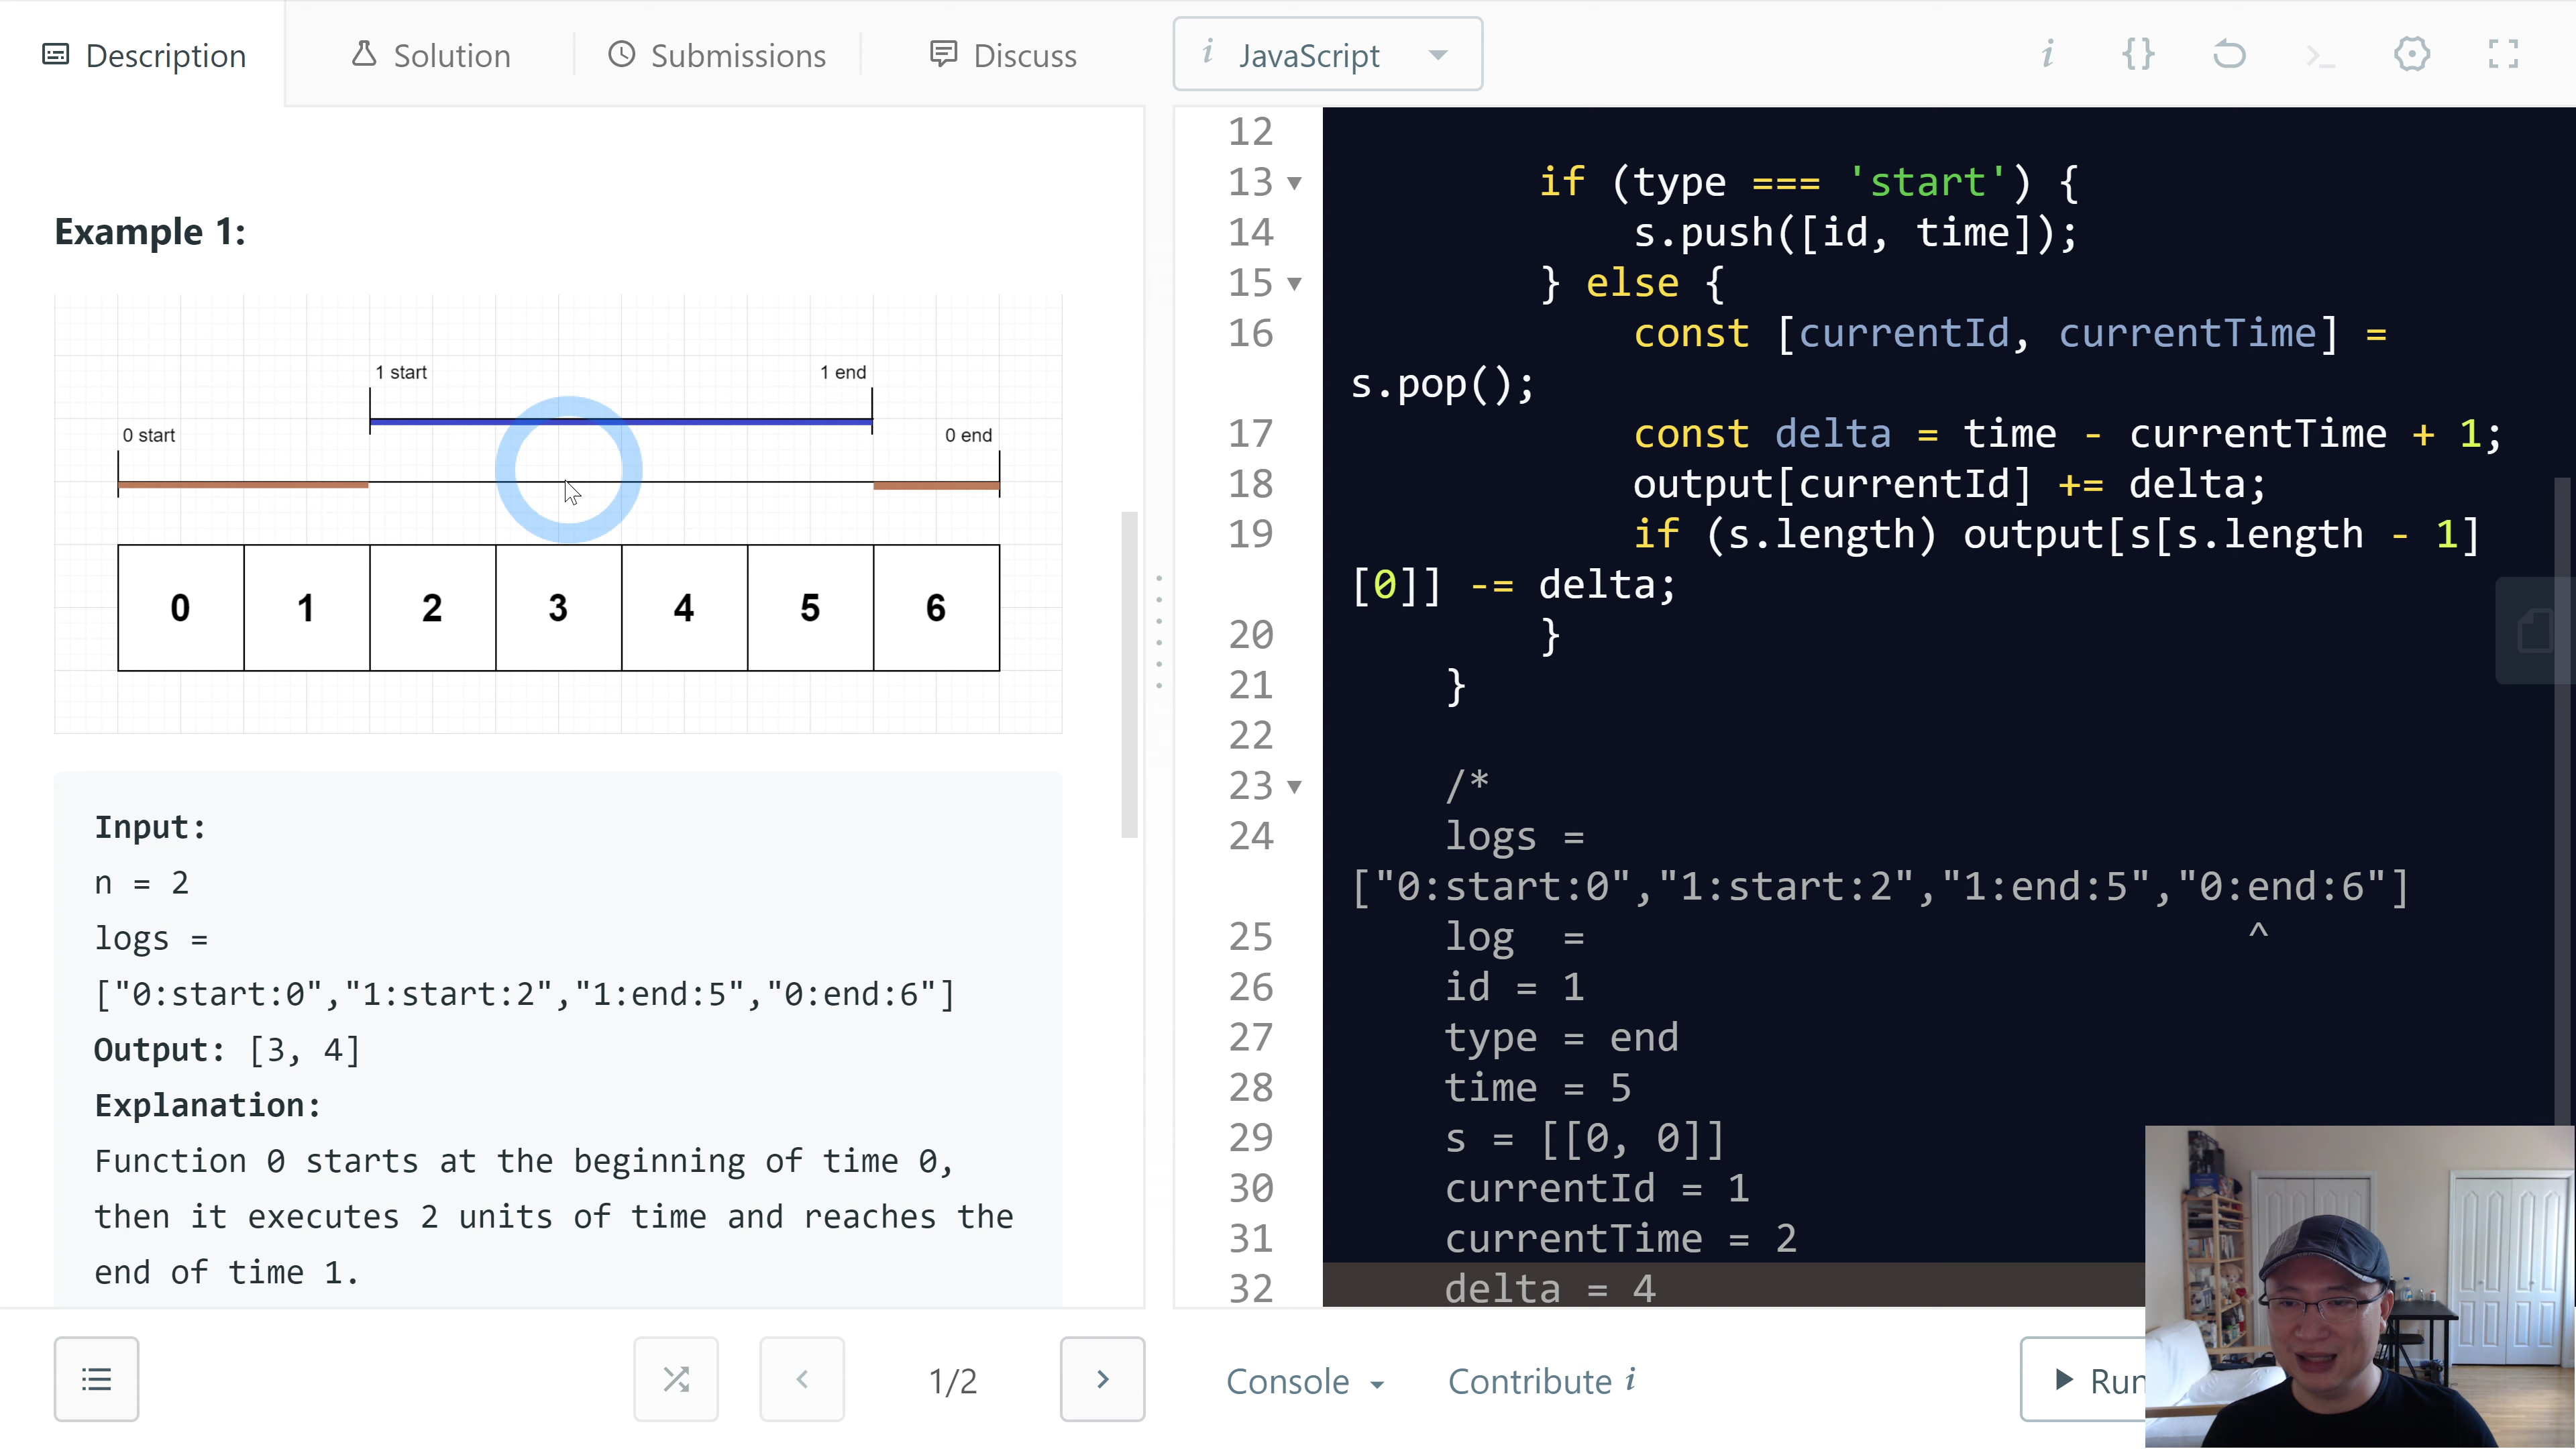 Description
Solution
Submissions
Discuss
i JavaScript
i {}
Example 1:
1 start
1 end
0 start
0 end
0 1 2 3 4 5 6
Input:
n = 2
logs =
["0:start:0","1:start:2","1:end:5","0:end:6"]
Output: [3, 4]
Explanation:
Function 0 starts at the beginning of time 0,
then it executes 2 units of time and reaches the
end of time 1.
12
13 if (type === 'start') {
14 s.push([id, time]);
15 } else {
16 const [currentId, currentTime] =
s.pop();
17 const delta = time - currentTime + 1;
18 output[currentId] += delta;
19 if (s.length) output[s[s.length - 1]
[0]] -= delta;
20 }
21 }
22
23 /*
24 logs =
["0:start:0","1:start:2","1:end:5","0:end:6"]
25 log = ^
26 id = 1
27 type = end
28 time = 5
29 s = [[0, 0]]
30 currentId = 1
31 currentTime = 2
32 delta = 4
1/2
Console
Contribute i
Run